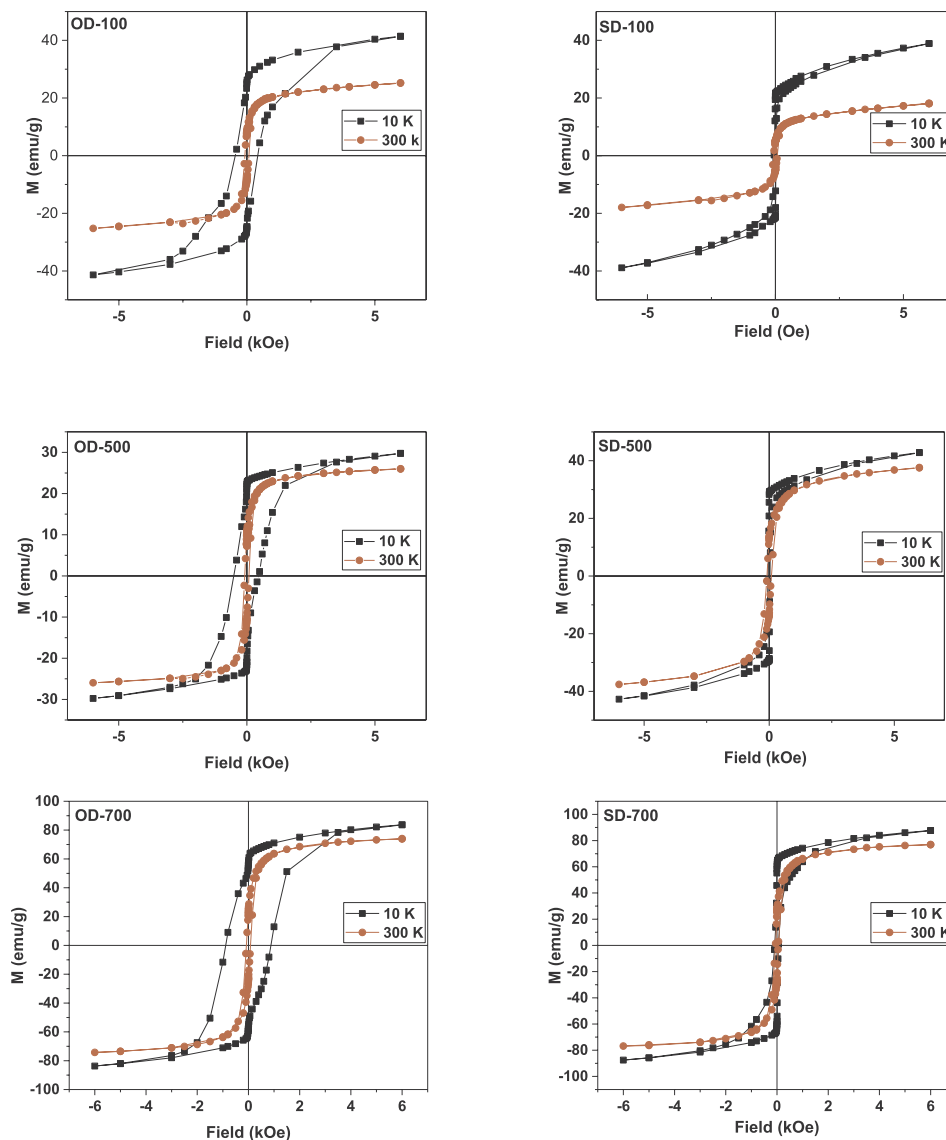 OD-100
40
20
0
-20
-40
M (emu/g)
-5
0
5
Field (kOe)
10 K
300 k
SD-100
40
20
0
-20
-40
M (emu/g)
-5
0
5
Field (Oe)
10 K
300 K
OD-500
30
20
10
0
-10
-20
-30
M (emu/g)
-5
0
5
Field (kOe)
10 K
300 K
SD-500
40
20
0
-20
-40
M (emu/g)
-5
0
5
Field (kOe)
10 K
300 K
OD-700
100
80
60
40
20
0
-20
-40
-60
-80
-100
M (emu/g)
-6
-4
-2
0
2
4
6
Field (kOe)
10 K
300 K
SD-700
100
80
60
40
20
0
-20
-40
-60
-80
-100
M (emu/g)
-6
-4
-2
0
2
4
6
Field (kOe)
10 K
300 K